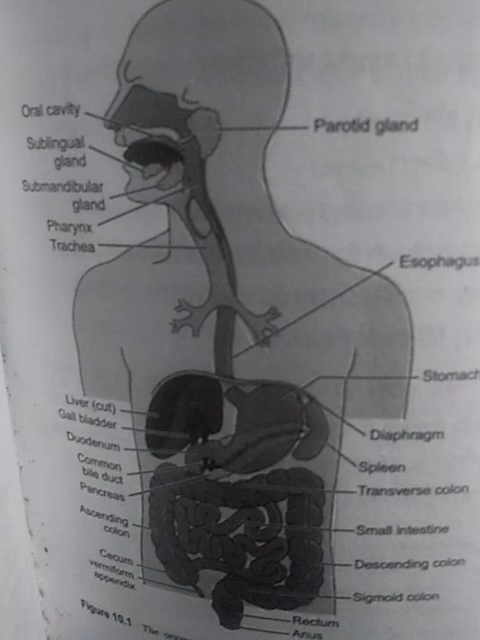 Oral cavity
Sublingual
gland
Submandibular
gland
Pharynx
Trachea
Parotid gland
Esophagus
Stomach
Liver (cut)
Gall bladder
Duodenum
Common
bile duct
Pancreas
Ascending
colon
Cecum
vermiform
appendix
Diaphragm
Spleen
Transverse colon
Small intestine
Descending colon
Sigmoid colon
Rectum
Anus
Figure 10.1 The